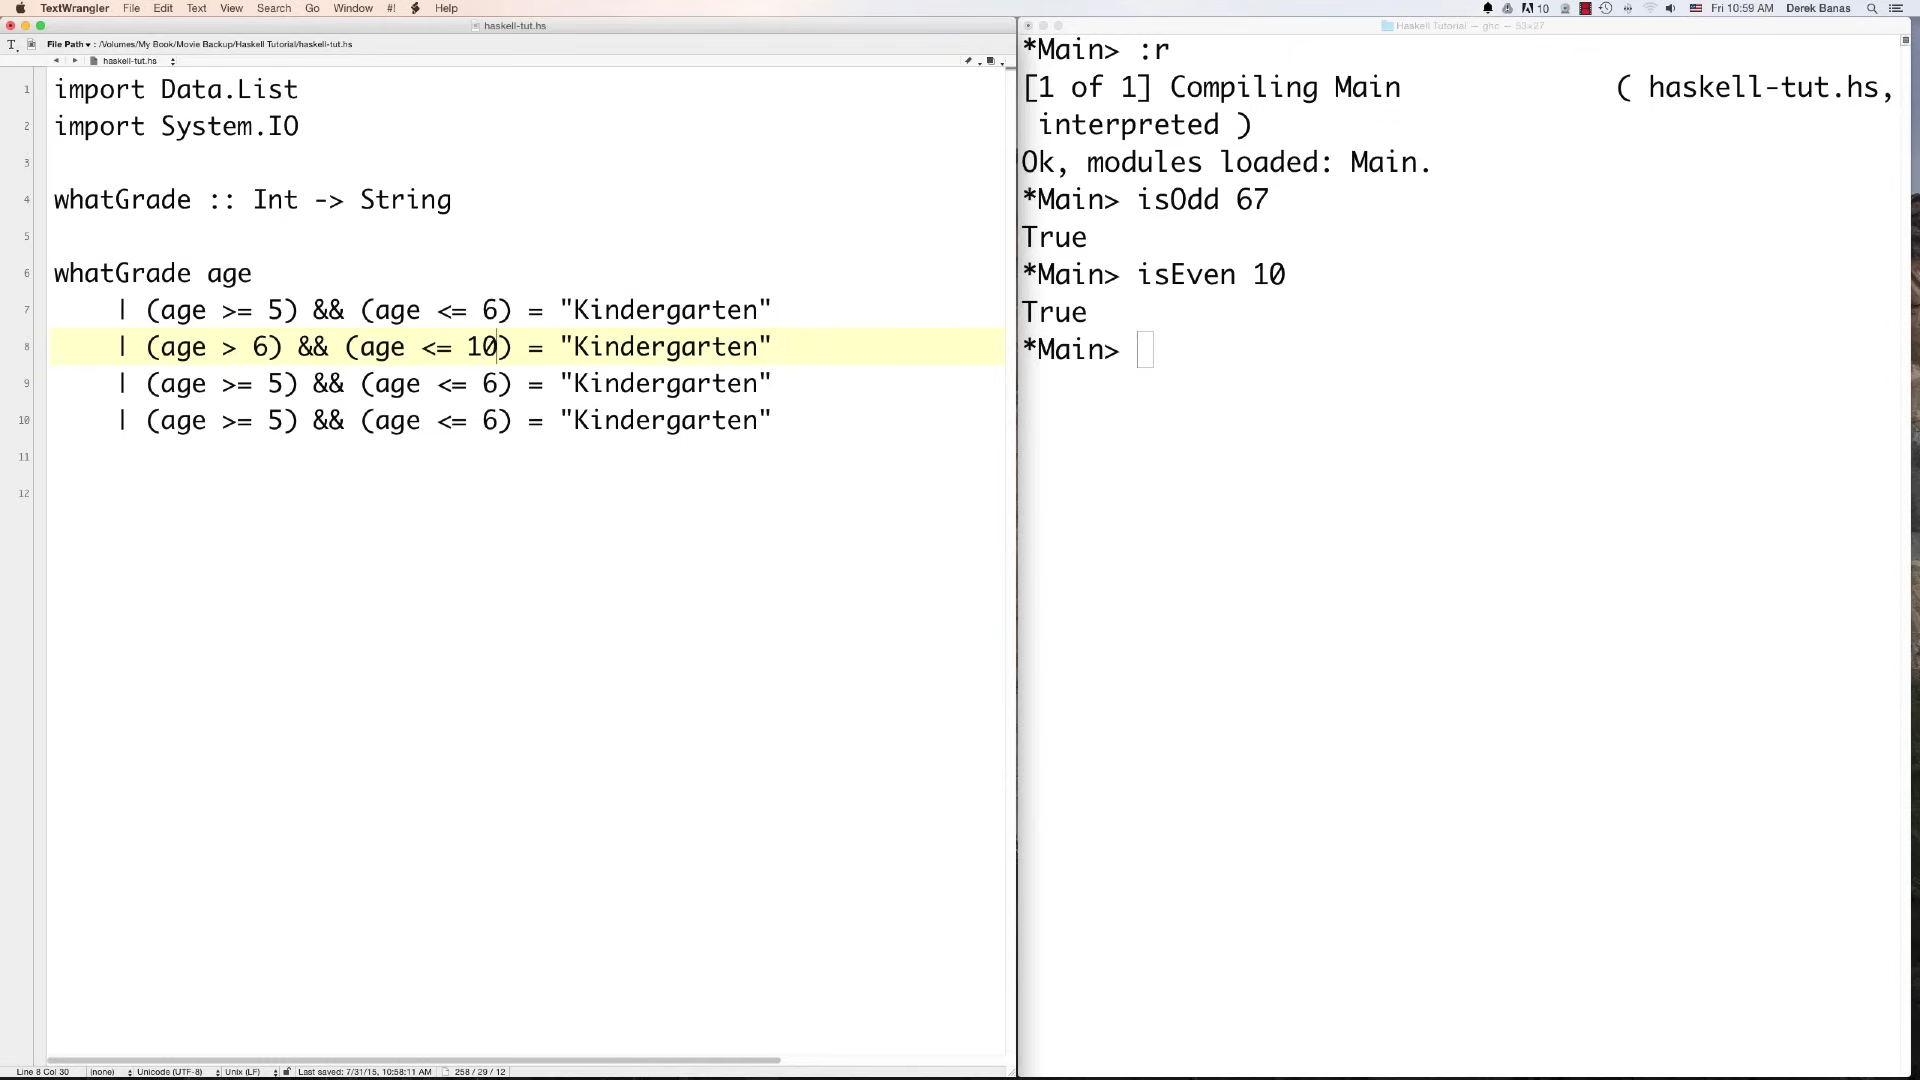 TextWrangler File Edit Text View Search Go Window #! Help
10 Fri 10:59 AM Derek Banas
haskell-tut.hs
File Path ▾ : /Volumes/My Book/Movie Backup/Haskell Tutorial/haskell-tut.hs
haskell-tut.hs
1 import Data.List
2 import System.IO
3
4 whatGrade :: Int -> String
5
6 whatGrade age
7 | (age >= 5) && (age <= 6) = "Kindergarten"
8 | (age > 6) && (age <= 10) = "Kindergarten"
9 | (age >= 5) && (age <= 6) = "Kindergarten"
10 | (age >= 5) && (age <= 6) = "Kindergarten"
11
12
Line 8 Col 30 (none) Unicode (UTF-8) Unix (LF) Last saved: 7/31/15, 10:58:11 AM 258 / 29 / 12
Haskell Tutorial — ghc — 53×27
*Main> :r
[1 of 1] Compiling Main ( haskell-tut.hs,
interpreted )
Ok, modules loaded: Main.
*Main> isOdd 67
True
*Main> isEven 10
True
*Main>